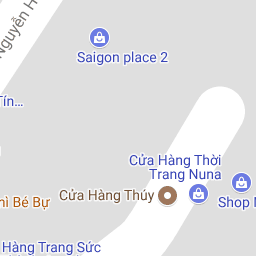 Nguyễn H
Saigon place 2
Tín...
Cửa Hàng Thời
Trang Nuna
Cửa Hàng Thúy
Shop
hì Bé Bự
Hàng Trang Sức